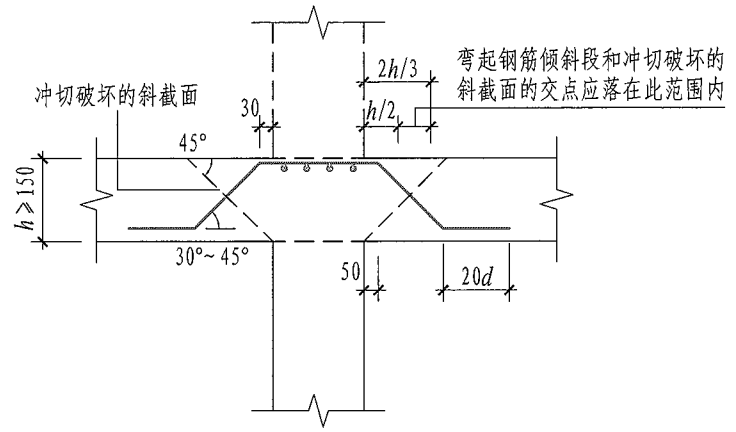 弯起钢筋倾斜段和冲切破坏的
斜截面的交点应落在此范围内
2h/3
h/2
冲切破坏的斜截面
30
45°
h≥150
30°~45°
50
20d